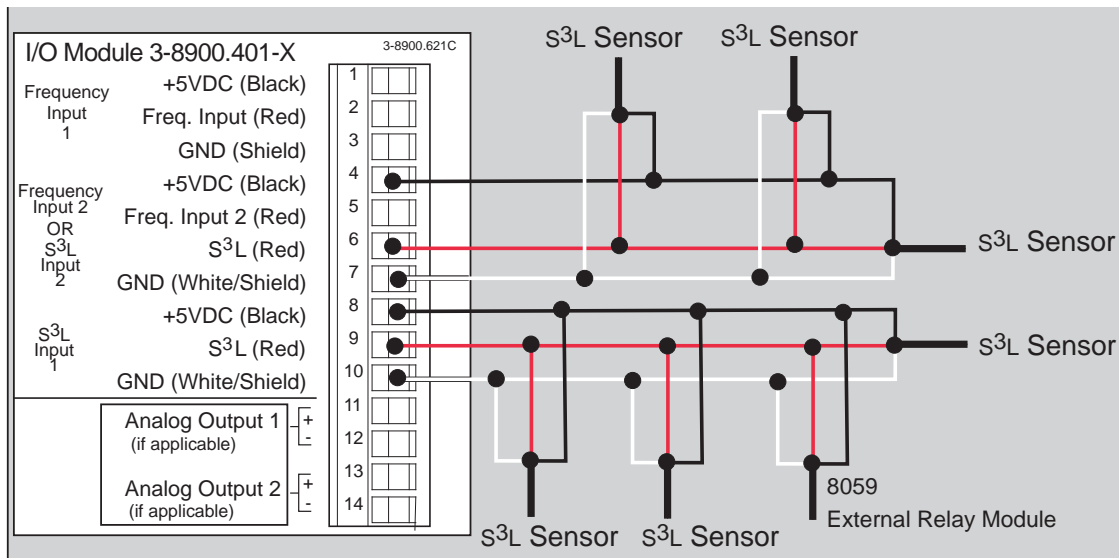 I/O Module 3-8900.401-X
3-8900.621C
Frequency
Input
1
+5VDC (Black)
Freq. Input (Red)
GND (Shield)
Frequency
Input 2
OR
S3L
Input
2
+5VDC (Black)
Freq. Input 2 (Red)
S3L (Red)
GND (White/Shield)
S3L
Input
1
+5VDC (Black)
S3L (Red)
GND (White/Shield)
Analog Output 1
(if applicable)
+
-
Analog Output 2
(if applicable)
+
-
1
2
3
4
5
6
7
8
9
10
11
12
13
14
S3L Sensor
S3L Sensor
S3L Sensor
S3L Sensor
S3L Sensor
S3L Sensor
8059
External Relay Module